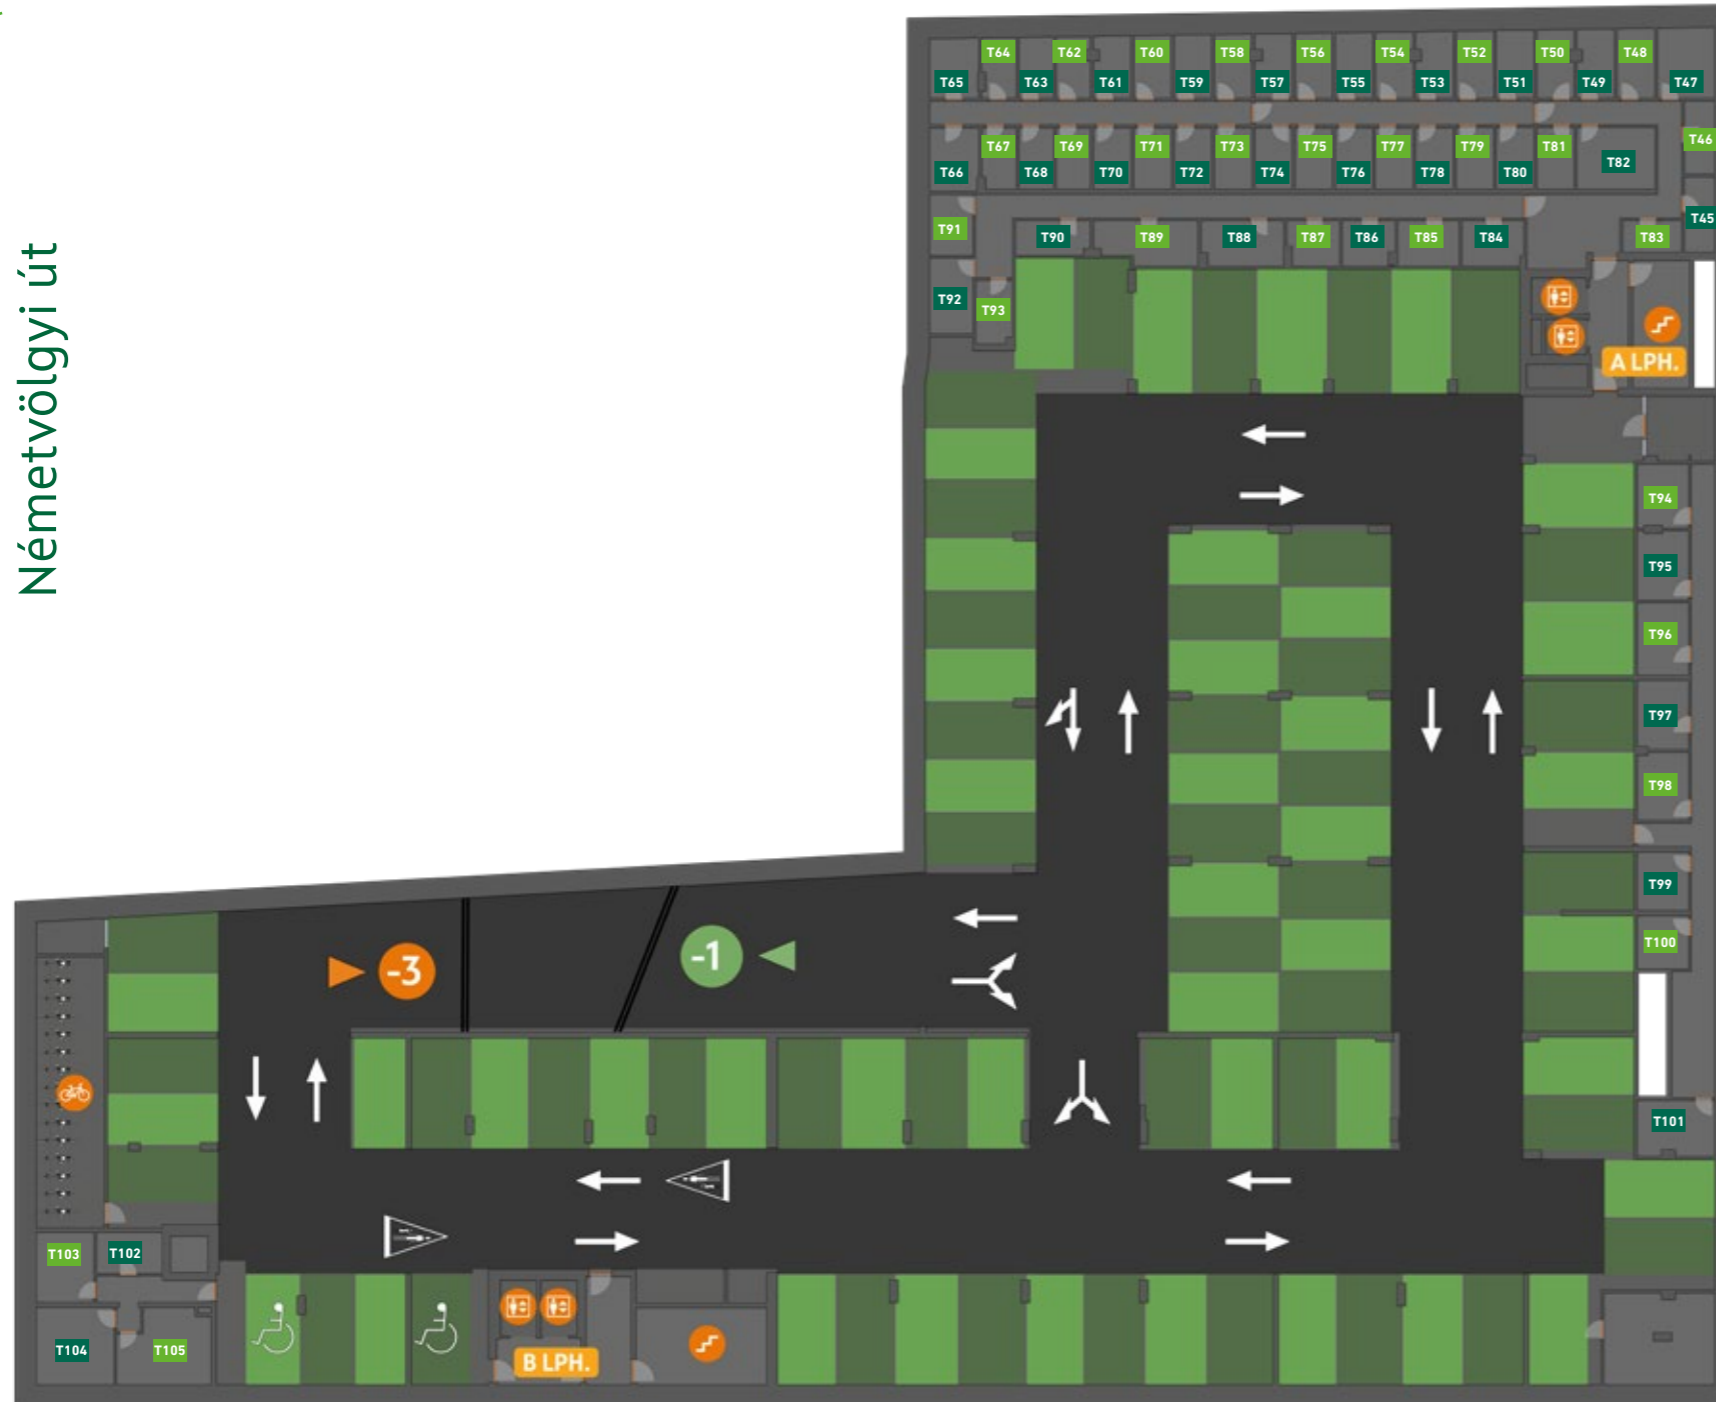 Németvölgyi út
T64 T62 T60 T58 T56 T54 T52 T50 T48
T65 T63 T61 T59 T57 T55 T53 T51 T49 T47
T67 T69 T71 T73 T75 T77 T79 T81 T46
T66 T68 T70 T72 T74 T76 T78 T80 T82
T45
T91 T90 T89 T88 T87 T86 T85 T84 T83
T92 T93
A LPH.
T94
T95
T96
T97
T98
T99
T100
-3 -1
T101
T103 T102
T104 T105
B LPH.